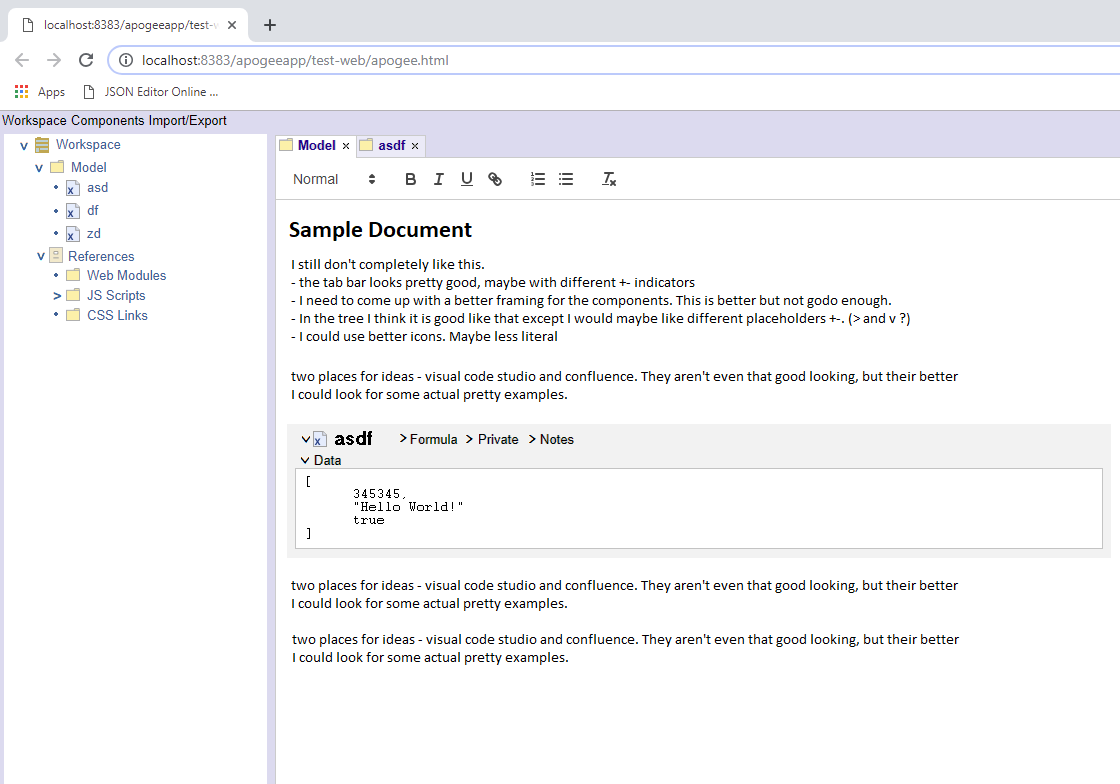 localhost:8383/apogeeapp/test-w
localhost:8383/apogeeapp/test-web/apogee.html
Apps JSON Editor Online ...
Workspace Components Import/Export
Workspace
Model
asd
df
zd
References
Web Modules
> JS Scripts
CSS Links
Model × asdf ×
Normal B I U
Sample Document
I still don't completely like this.
- the tab bar looks pretty good, maybe with different +- indicators
- I need to come up with a better framing for the components. This is better but not godo enough.
- In the tree I think it is good like that except I would maybe like different placeholders +-. (> and v ?)
- I could use better icons. Maybe less literal
two places for ideas - visual code studio and confluence. They aren't even that good looking, but their better
I could look for some actual pretty examples.
asdf > Formula > Private > Notes
Data
[
345345,
"Hello World!"
true
]
two places for ideas - visual code studio and confluence. They aren't even that good looking, but their better
I could look for some actual pretty examples.
two places for ideas - visual code studio and confluence. They aren't even that good looking, but their better
I could look for some actual pretty examples.